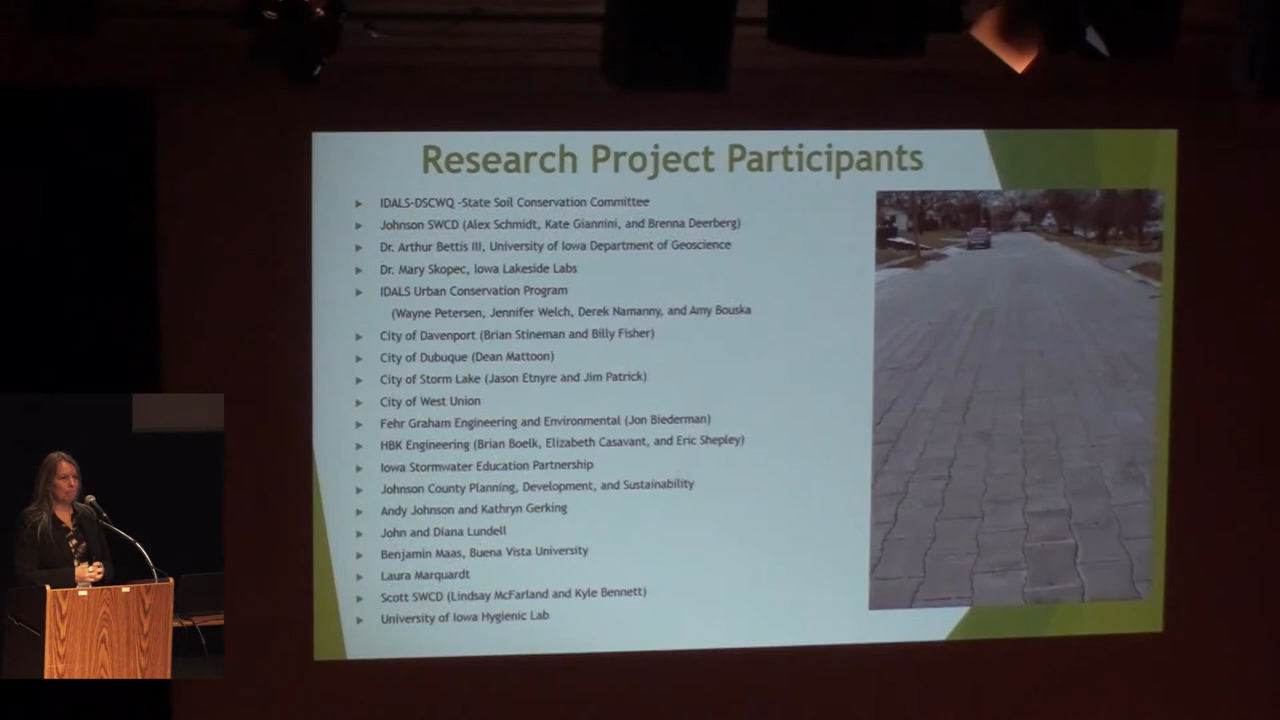 Research Project Participants
IDALS-DSCWQ -State Soil Conservation Committee
Johnson SWCD (Alex Schmidt, Kate Giannini, and Brenna Deerberg)
Dr. Arthur Bettis III, University of Iowa Department of Geoscience
Dr. Mary Skopec, Iowa Lakeside Labs
IDALS Urban Conservation Program
(Wayne Petersen, Jennifer Welch, Derek Namanny, and Amy Bouska
City of Davenport (Brian Stineman and Billy Fisher)
City of Dubuque (Dean Mattoon)
City of Storm Lake (Jason Etnyre and Jim Patrick)
City of West Union
Fehr Graham Engineering and Environmental (Jon Biederman)
HBK Engineering (Brian Boelk, Elizabeth Casavant, and Eric Shepley)
Iowa Stormwater Education Partnership
Johnson County Planning, Development, and Sustainability
Andy Johnson and Kathryn Gerking
John and Diana Lundell
Benjamin Maas, Buena Vista University
Laura Marquardt
Scott SWCD (Lindsay McFarland and Kyle Bennett)
University of Iowa Hygienic Lab